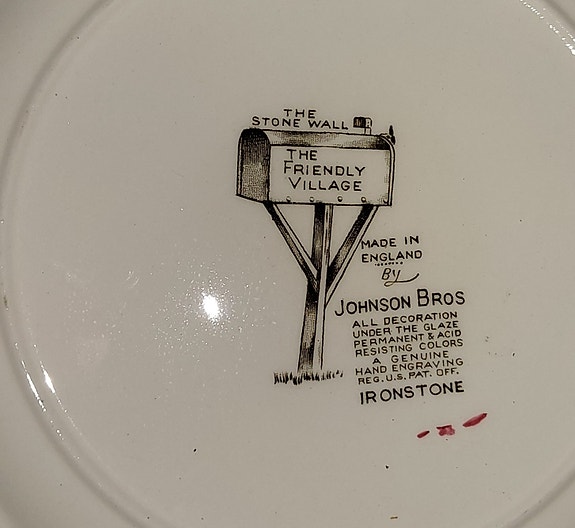 THE
STONE WALL
THE
FRIENDLY
VILLAGE
MADE IN
ENGLAND
BY
JOHNSON BROS
ALL DECORATION
UNDER THE GLAZE
PERMANENT & ACID
RESISTING COLORS
A GENUINE
HAND ENGRAVING
REG. U.S. PAT. OFF.
IRONSTONE